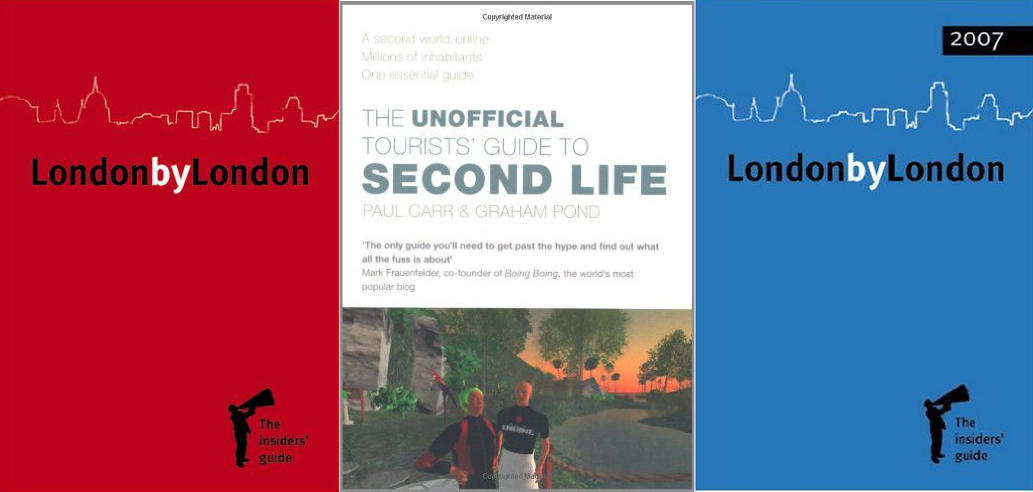 LondonbyLondon
The
insiders'
guide
Copyrighted Material
A second world, online
Millions of inhabitants
One essential guide
THE UNOFFICIAL
TOURISTS' GUIDE TO
SECOND LIFE
PAUL CARR & GRAHAM POND
'The only guide you'll need to get past the hype and find out what
all the fuss is about'
Mark Frauenfelder, co-founder of Boing Boing, the world's most
popular blog
Copyrighted Material
2007
LondonbyLondon
The
insiders'
guide